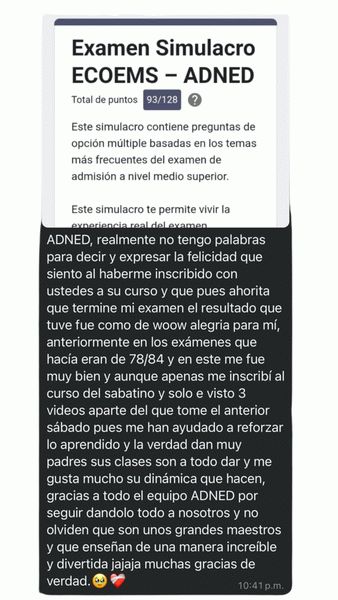 Examen Simulacro
ECOEMS – ADNED
Total de puntos 93/128 ?
Este simulacro contiene preguntas de
opción múltiple basadas en los temas
más frecuentes del examen de
admisión a nivel medio superior.
Este simulacro te permite vivir la
experiencia real del examen
ADNED, realmente no tengo palabras
para decir y expresar la felicidad que
siento al haberme inscribido con
ustedes a su curso y que pues ahorita
que termine mi examen el resultado que
tuve fue como de woow alegria para mí,
anteriormente en los exámenes que
hacía eran de 78/84 y en este me fue
muy bien y aunque apenas me inscribí al
curso del sabatino y solo e visto 3
videos aparte del que tome el anterior
sábado pues me han ayudado a reforzar
lo aprendido y la verdad dan muy
padres sus clases son a todo dar y me
gusta mucho su dinámica que hacen,
gracias a todo el equipo ADNED por
seguir dandolo todo a nosotros y no
olviden que son unos grandes maestros
y que enseñan de una manera increíble
y divertida jajaja muchas gracias de
verdad.🥹❤️‍🩹
10:41 p.m.